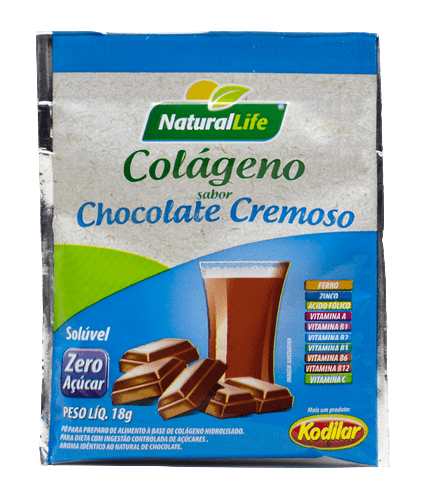 NaturalLife®
Colágeno
sabor
Chocolate Cremoso
FERRO
ZINCO
ÁCIDO FÓLICO
VITAMINA A
VITAMINA B1
VITAMINA B2
VITAMINA B3
VITAMINA B6
VITAMINA B12
VITAMINA C
Solúvel
Zero
Açúcar
PESO LÍQ. 18g
Mais um produto:
Kodilar
PÓ PARA PREPARO DE ALIMENTO À BASE DE COLÁGENO HIDROLISADO.
PARA DIETA COM INGESTÃO CONTROLADA DE AÇÚCARES.
AROMA IDÊNTICO AO NATURAL DE CHOCOLATE.
IMAGEM ILUSTRATIVA